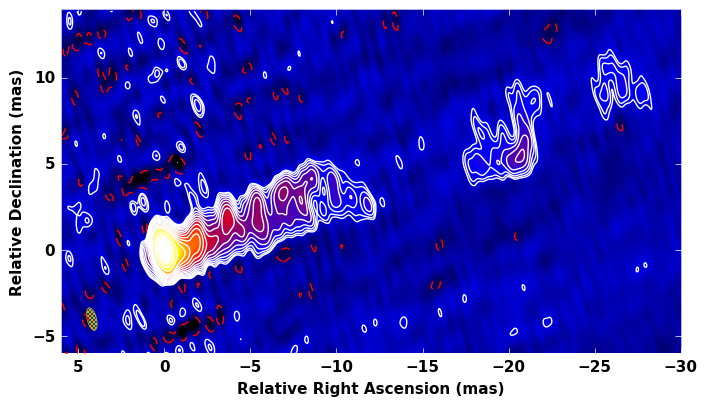 Relative Declination (mas)
10
5
0
−5
5 0 −5 −10 −15 −20 −25 −30
Relative Right Ascension (mas)